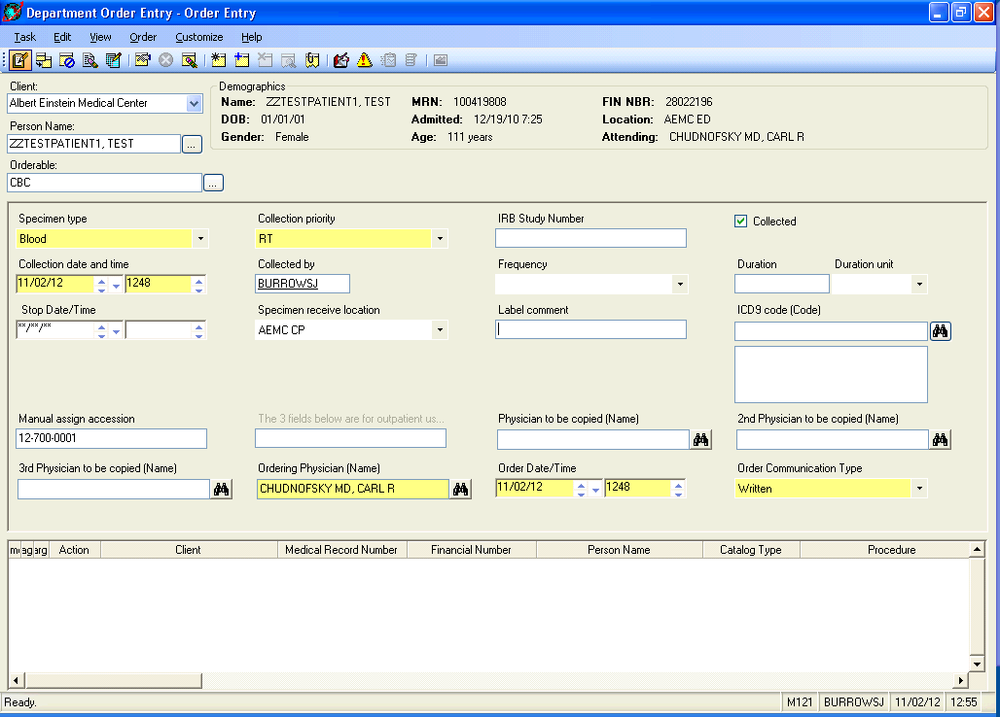 Department Order Entry - Order Entry
Task Edit View Order Customize Help
Client:
Albert Einstein Medical Center
Person Name:
ZZTESTPATIENT1, TEST
...
Orderable:
CBC
...
Demographics
Name: ZZTESTPATIENT1, TEST MRN: 100419808 FIN NBR: 28022196
DOB: 01/01/01 Admitted: 12/19/10 7:25 Location: AEMC ED
Gender: Female Age: 111 years Attending: CHUDNOFSKY MD, CARL R
Specimen type Collection priority IRB Study Number Collected
Blood RT
Collection date and time Collected by Frequency Duration Duration unit
11/02/12 1248 BURROWSJ
Stop Date/Time Specimen receive location Label comment ICD9 code (Code)
**/**/** AEMC CP
Manual assign accession The 3 fields below are for outpatient us... Physician to be copied (Name) 2nd Physician to be copied (Name)
12-700-0001
3rd Physician to be copied (Name) Ordering Physician (Name) Order Date/Time Order Communication Type
CHUDNOFSKY MD, CARL R 11/02/12 1248 Written
Action Client Medical Record Number Financial Number Person Name Catalog Type Procedure
Ready. M121 BURROWSJ 11/02/12 12:55